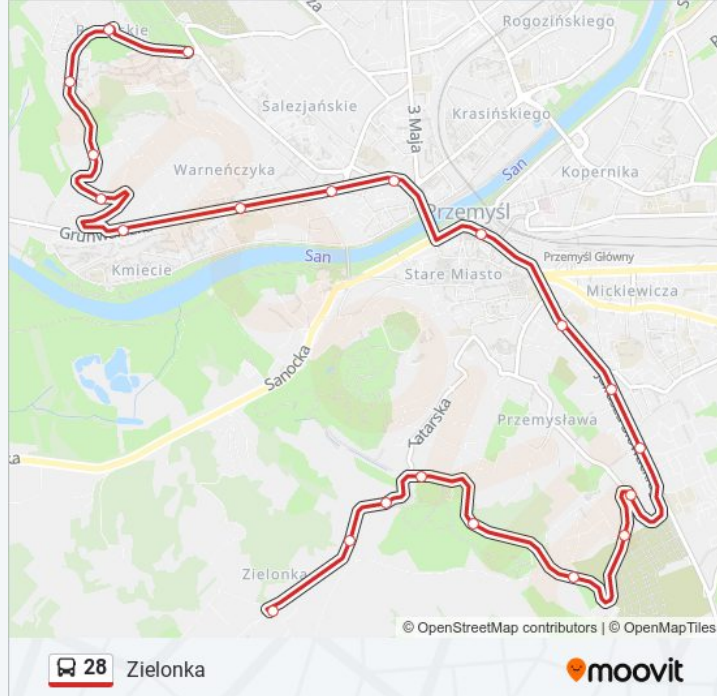 Rogozińskiego
Salezjańskie
3 Maja
Krasińskiego
Warneńczyka
San
Kopernika
Przemyśl
San
Kmiecie
Przemyśl Główny
Stare Miasto
Mickiewicza
Sanocka
Tatarska
Przemysława
Zielonka
© OpenStreetMap contributors | © OpenMapTiles
28 Zielonka
moovit